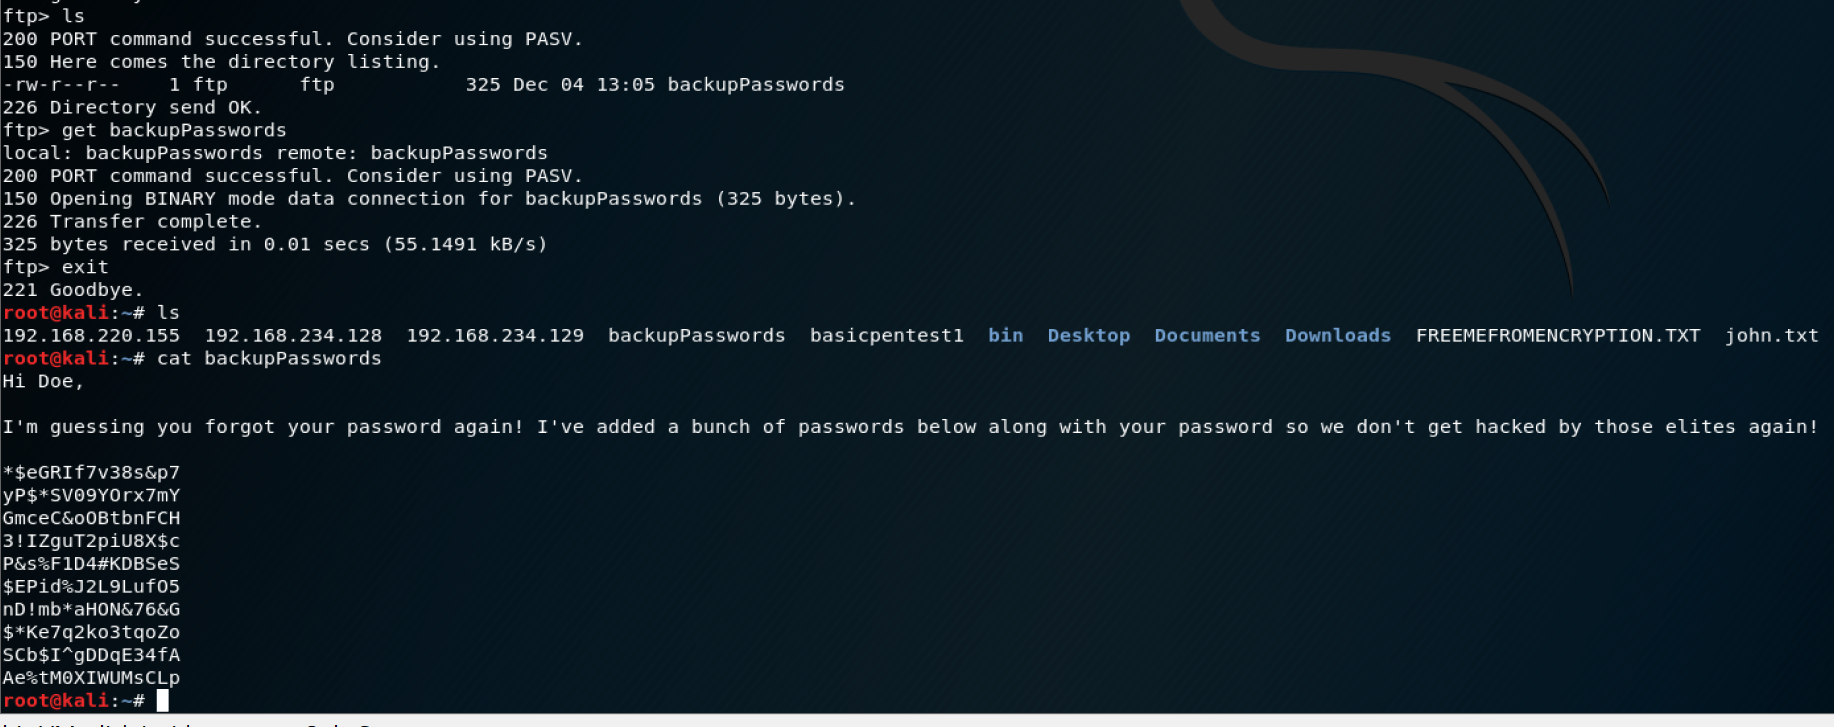 ftp> ls
200 PORT command successful. Consider using PASV.
150 Here comes the directory listing.
-rw-r--r--    1 ftp      ftp           325 Dec 04 13:05 backupPasswords
226 Directory send OK.
ftp> get backupPasswords
local: backupPasswords remote: backupPasswords
200 PORT command successful. Consider using PASV.
150 Opening BINARY mode data connection for backupPasswords (325 bytes).
226 Transfer complete.
325 bytes received in 0.01 secs (55.1491 kB/s)
ftp> exit
221 Goodbye.
root@kali:~# ls
192.168.220.155  192.168.234.128  192.168.234.129  backupPasswords  basicpentest1  bin  Desktop  Documents  Downloads  FREEMEFROMENCRYPTION.TXT  john.txt
root@kali:~# cat backupPasswords
Hi Doe,
I'm guessing you forgot your password again! I've added a bunch of passwords below along with your password so we don't get hacked by those elites again!
*$eGRIf7v38s&p7
yP$*SV09YOrx7mY
GmceC&oOBtbnFCH
3!IZguT2piU8X$c
P&s%F1D4#KDBSeS
$EPid%J2L9LufO5
nD!mb*aHON&76&G
$*Ke7q2ko3tqoZo
SCb$I^gDDqE34fA
Ae%tM0XIWUMsCLp
root@kali:~#